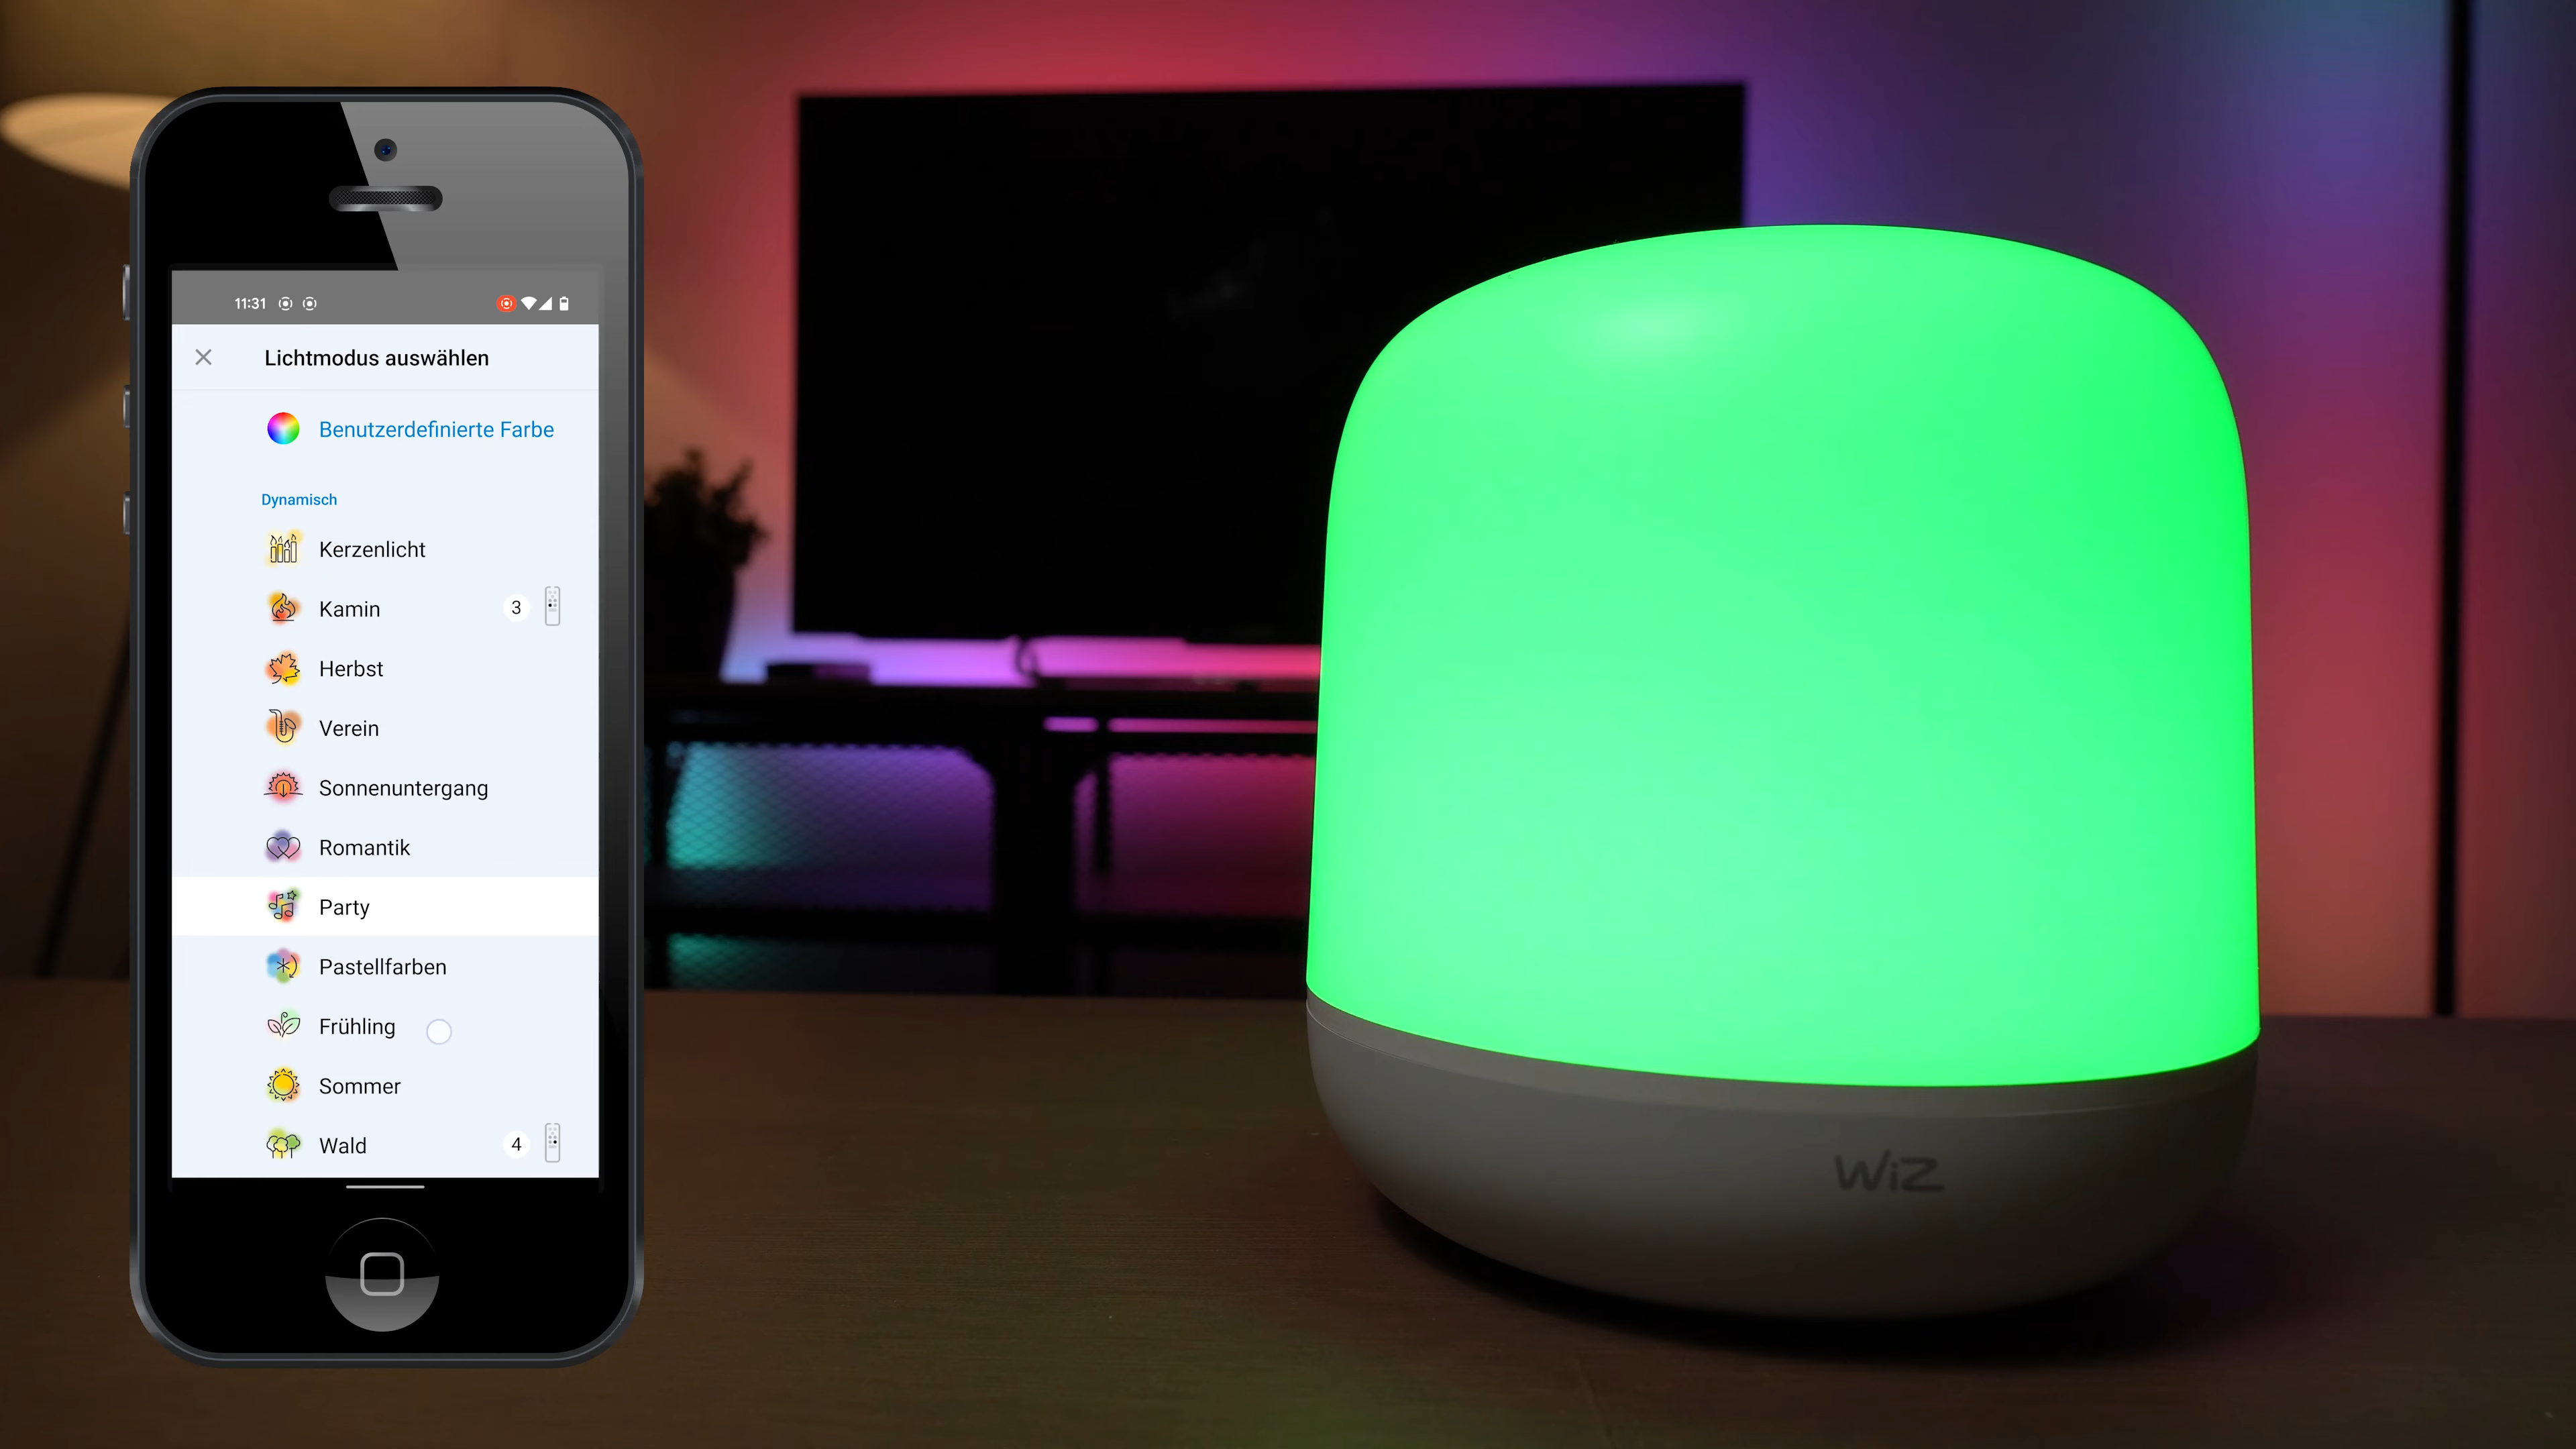 11:31
Lichtmodus auswählen
Benutzerdefinierte Farbe
Dynamisch
Kerzenlicht
Kamin 3
Herbst
Verein
Sonnenuntergang
Romantik
Party
Pastellfarben
Frühling
Sommer
Wald 4
WiZ